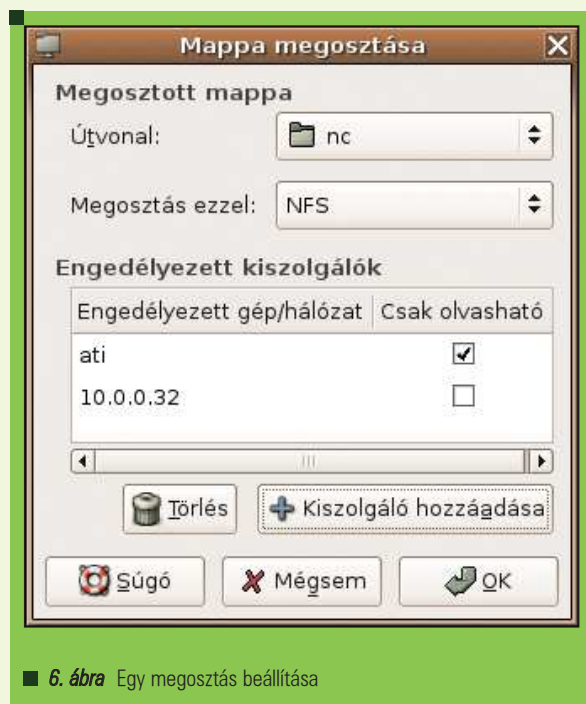 Mappa megosztása
Megosztott mappa
Útvonal: nc
Megosztás ezzel: NFS
Engedélyezett kiszolgálók
Engedélyezett gép/hálózat Csak olvasható
ati
10.0.0.32
Törlés Kiszolgáló hozzáadása
Súgó Mégsem OK
6. ábra Egy megosztás beállítása